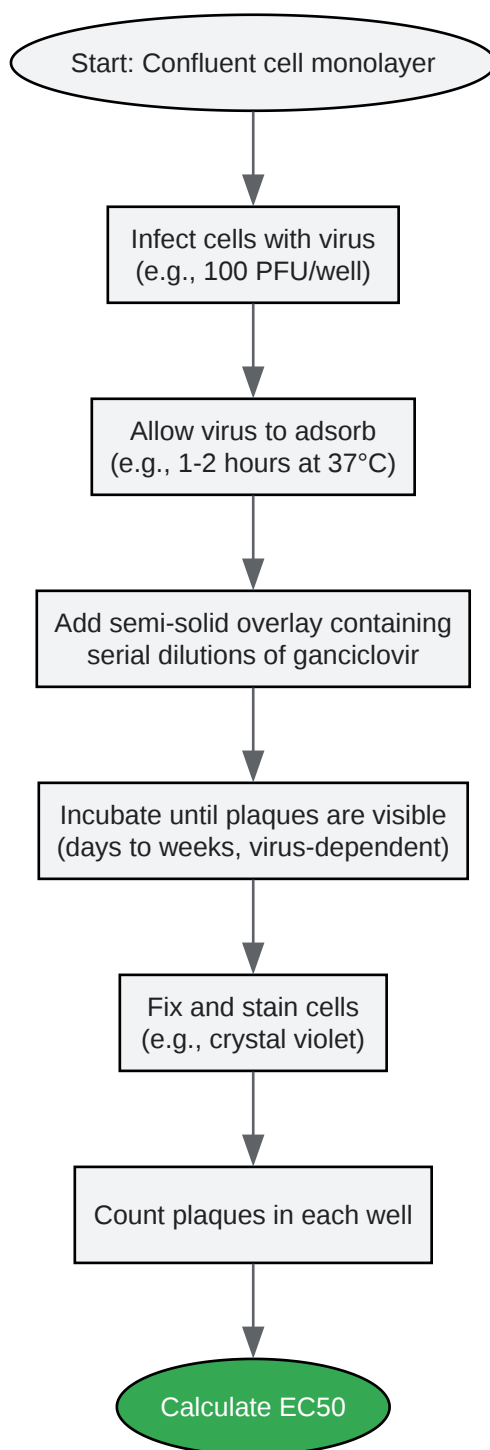 Start: Confluent cell monolayer
Infect cells with virus
(e.g., 100 PFU/well)
Allow virus to adsorb
(e.g., 1-2 hours at 37°C)
Add semi-solid overlay containing
serial dilutions of ganciclovir
Incubate until plaques are visible
(days to weeks, virus-dependent)
Fix and stain cells
(e.g., crystal violet)
Count plaques in each well
Calculate EC50